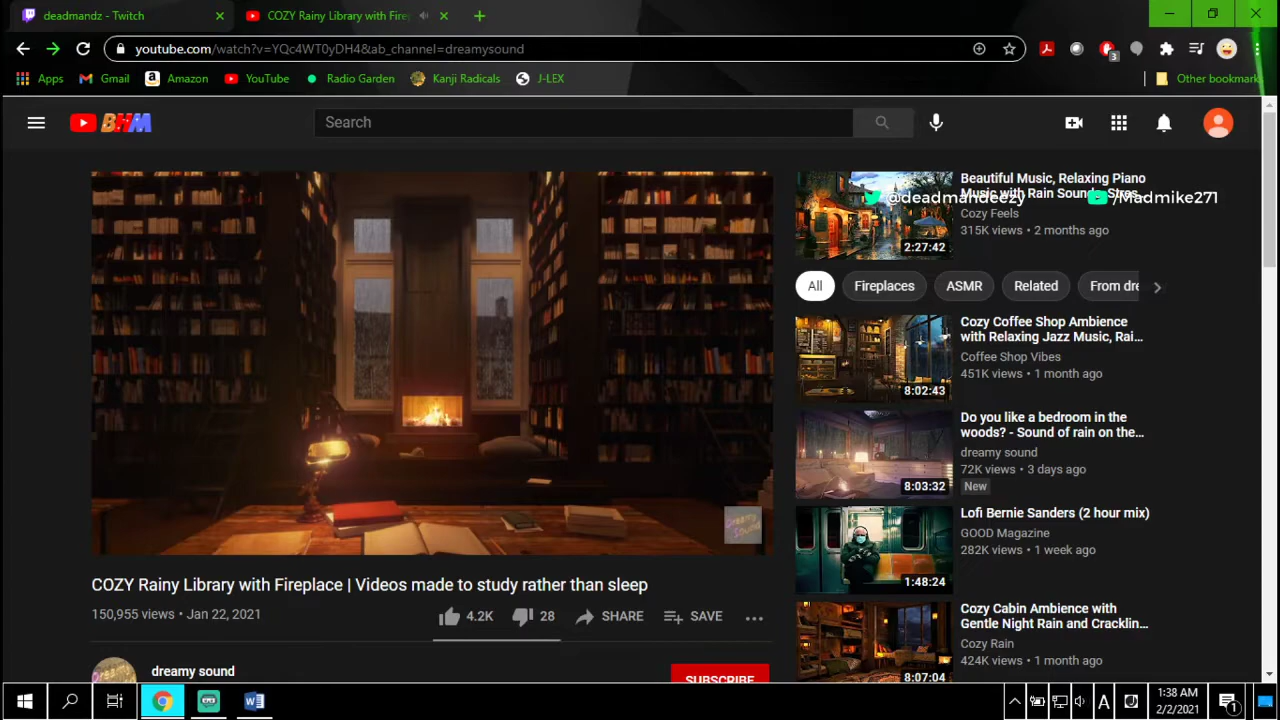 deadmandz - Twitch
COZY Rainy Library with Fire
youtube.com/watch?v=YQc4WT0yDH4&ab_channel=dreamysound
3
Apps
Gmail
Amazon
YouTube
Radio Garden
Kanji Radicals
J-LEX
Other bookmarks
BHM
Search
Beautiful Music, Relaxing Piano
Music with Rain Sounds, Stres...
@deadmandeezy
/Madmike271
Cozy Feels
315K views • 2 months ago
2:27:42
All
Fireplaces
ASMR
Related
From dre
Cozy Coffee Shop Ambience
with Relaxing Jazz Music, Rai...
Coffee Shop Vibes
451K views • 1 month ago
8:02:43
Do you like a bedroom in the
woods? - Sound of rain on the...
dreamy sound
72K views • 3 days ago
8:03:32
New
Lofi Bernie Sanders (2 hour mix)
GOOD Magazine
282K views • 1 week ago
1:48:24
Cozy Cabin Ambience with
Gentle Night Rain and Cracklin...
Cozy Rain
424K views • 1 month ago
8:07:04
Dreamy Sound
COZY Rainy Library with Fireplace | Videos made to study rather than sleep
150,955 views • Jan 22, 2021
4.2K
28
SHARE
SAVE
dreamy sound
SUBSCRIBE
A
1:38 AM
2/2/2021
1